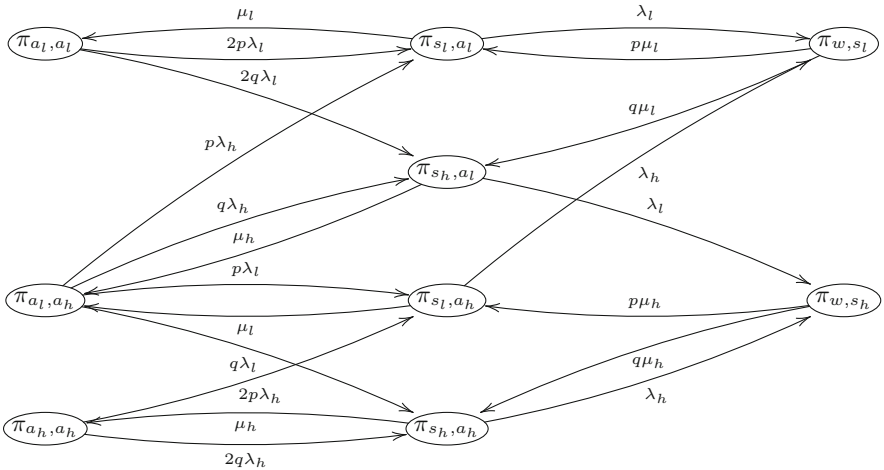 μ_l
λ_l
π_{a_l,a_l}
2pλ_l
π_{s_l,a_l}
pμ_l
π_{w,s_l}
2qλ_l
qμ_l
pλ_h
π_{s_h,a_l}
λ_h
qλ_h
λ_l
μ_h
pλ_l
π_{a_l,a_h}
π_{s_l,a_h}
pμ_h
π_{w,s_h}
μ_l
qλ_l
qμ_h
2pλ_h
λ_h
π_{a_h,a_h}
μ_h
π_{s_h,a_h}
2qλ_h